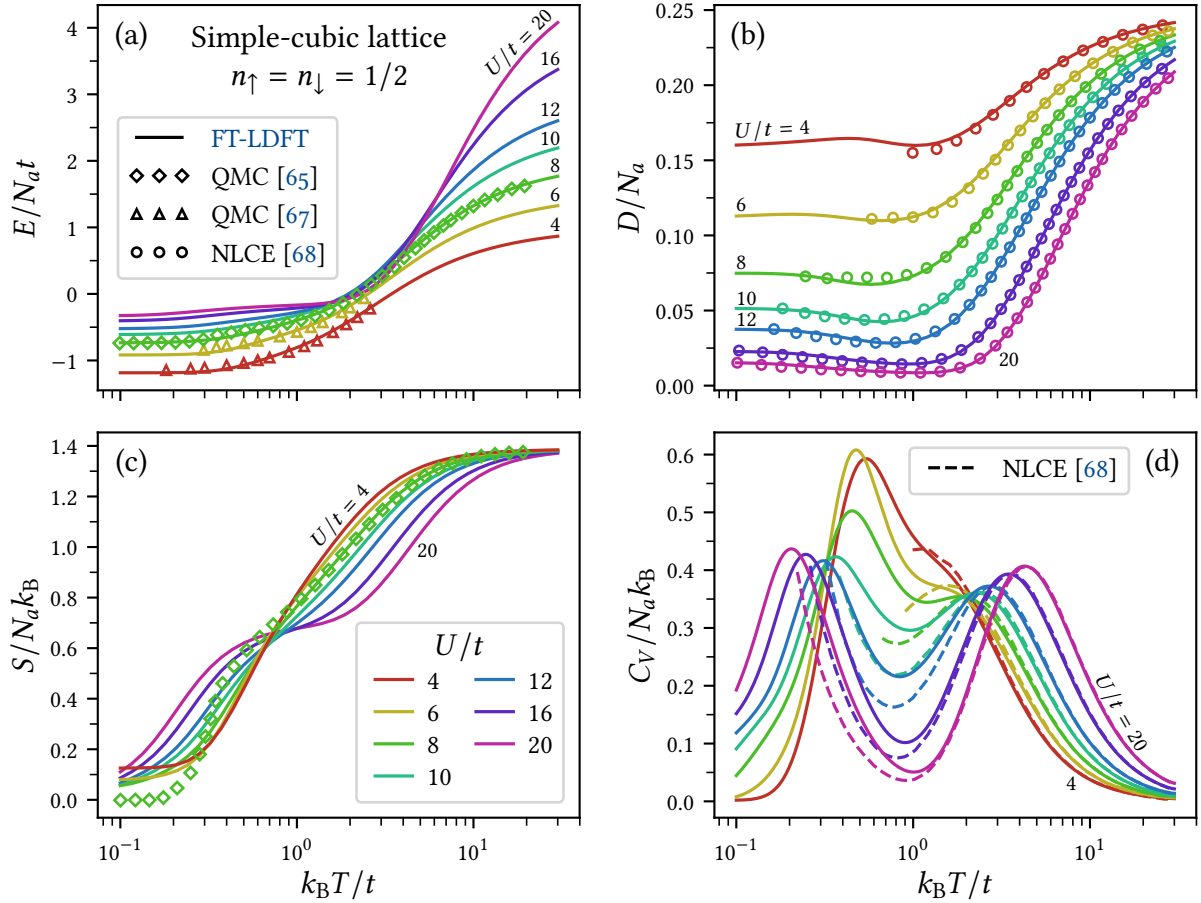 (a)
Simple-cubic lattice
n↑ = n↓ = 1/2
FT-LDFT
QMC [65]
QMC [67]
NLCE [68]
U/t = 20
16
12
10
8
6
4
4
3
2
1
0
−1
E/Nₐt
(b)
U/t = 4
6
8
10
12
20
0.25
0.20
0.15
0.10
0.05
0.00
D/Nₐ
(c)
U/t = 4
20
U/t
4 12
6 16
8 20
10
1.4
1.2
1.0
0.8
0.6
0.4
0.2
0.0
S/NₐkB
10⁻¹ 10⁰ 10¹
kBT/t
(d)
NLCE [68]
U/t = 20
4
0.6
0.5
0.4
0.3
0.2
0.1
0.0
CV/NₐkB
10⁻¹ 10⁰ 10¹
kBT/t